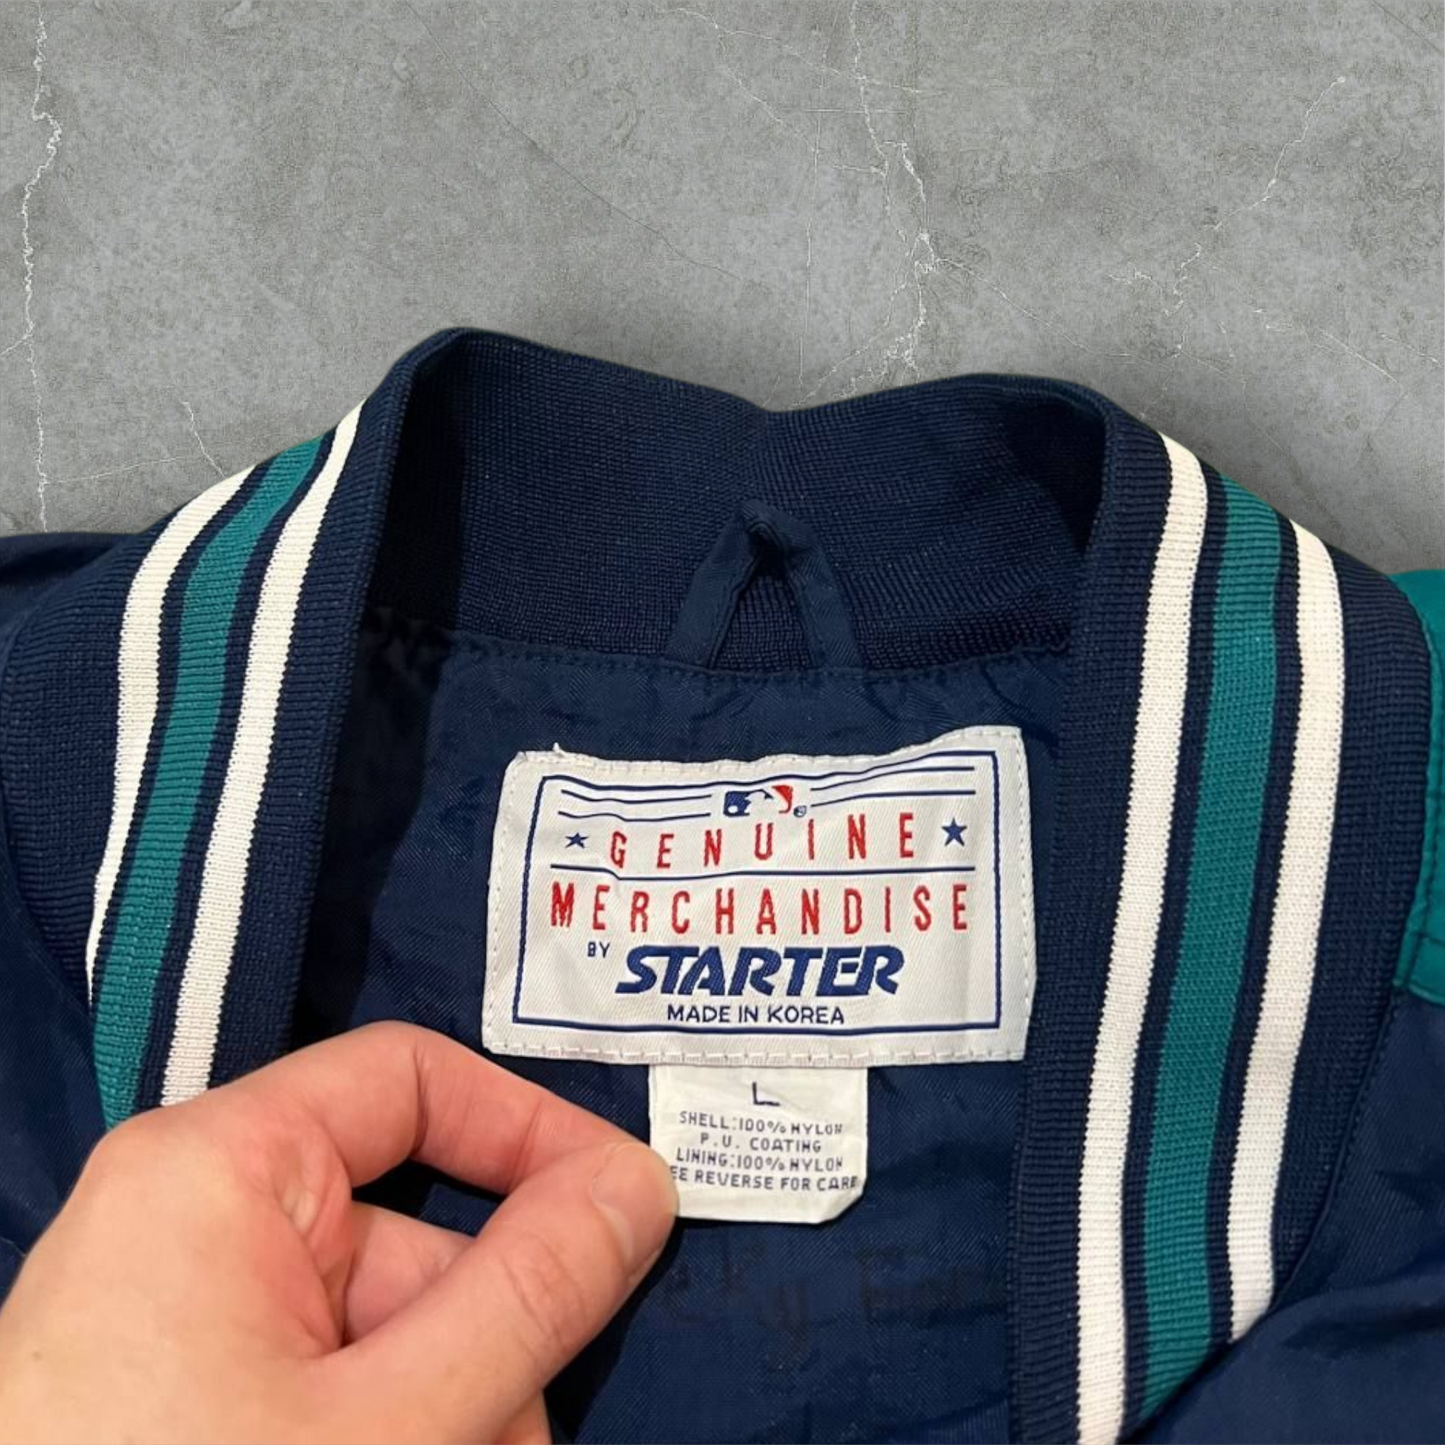 GENUINE
MERCHANDISE
BY STARTER
MADE IN KOREA
L
SHELL:100% NYLON
P.U. COATING
LINING:100% NYLON
EE REVERSE FOR CARE